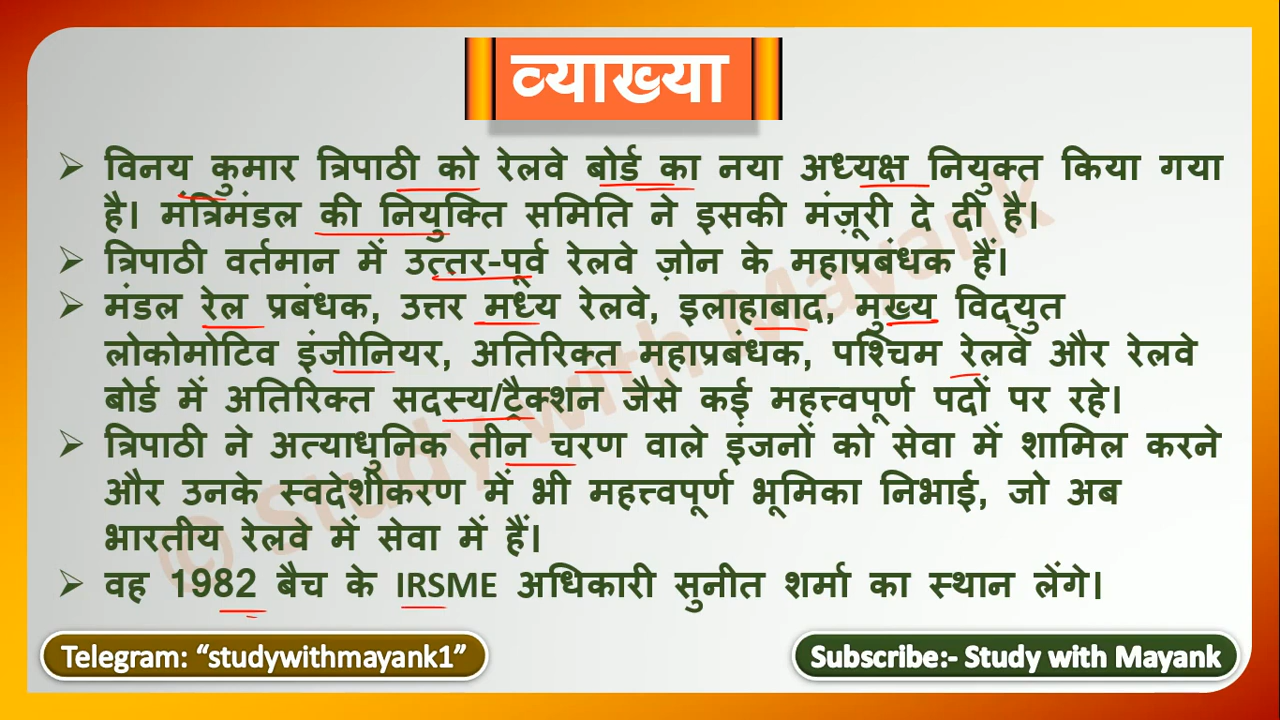 व्याख्या
➢ विनय कुमार त्रिपाठी को रेलवे बोर्ड का नया अध्यक्ष नियुक्त किया गया
है। मंत्रिमंडल की नियुक्ति समिति ने इसकी मंज़ूरी दे दी है।
➢ त्रिपाठी वर्तमान में उत्तर-पूर्व रेलवे ज़ोन के महाप्रबंधक हैं।
➢ मंडल रेल प्रबंधक, उत्तर मध्य रेलवे, इलाहाबाद, मुख्य विद्युत
लोकोमोटिव इंजीनियर, अतिरिक्त महाप्रबंधक, पश्चिम रेलवे और रेलवे
बोर्ड में अतिरिक्त सदस्य/ट्रैक्शन जैसे कई महत्त्वपूर्ण पदों पर रहे।
➢ त्रिपाठी ने अत्याधुनिक तीन चरण वाले इंजनों को सेवा में शामिल करने
और उनके स्वदेशीकरण में भी महत्त्वपूर्ण भूमिका निभाई, जो अब
भारतीय रेलवे में सेवा में हैं।
➢ वह 1982 बैच के IRSME अधिकारी सुनीत शर्मा का स्थान लेंगे।
© Study with Mayank
Telegram: “studywithmayank1”
Subscribe:- Study with Mayank